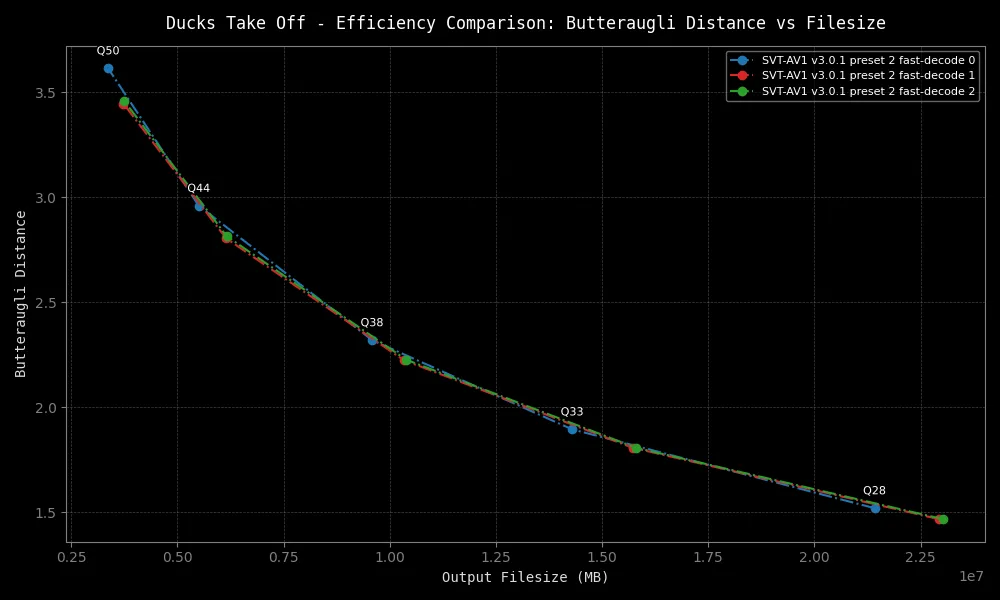 Ducks Take Off - Efficiency Comparison: Butteraugli Distance vs Filesize
SVT-AV1 v3.0.1 preset 2 fast-decode 0
SVT-AV1 v3.0.1 preset 2 fast-decode 1
SVT-AV1 v3.0.1 preset 2 fast-decode 2
Q50
Q44
Q38
Q33
Q28
Butteraugli Distance
3.5
3.0
2.5
2.0
1.5
0.25 0.50 0.75 1.00 1.25 1.50 1.75 2.00 2.25
1e7
Output Filesize (MB)